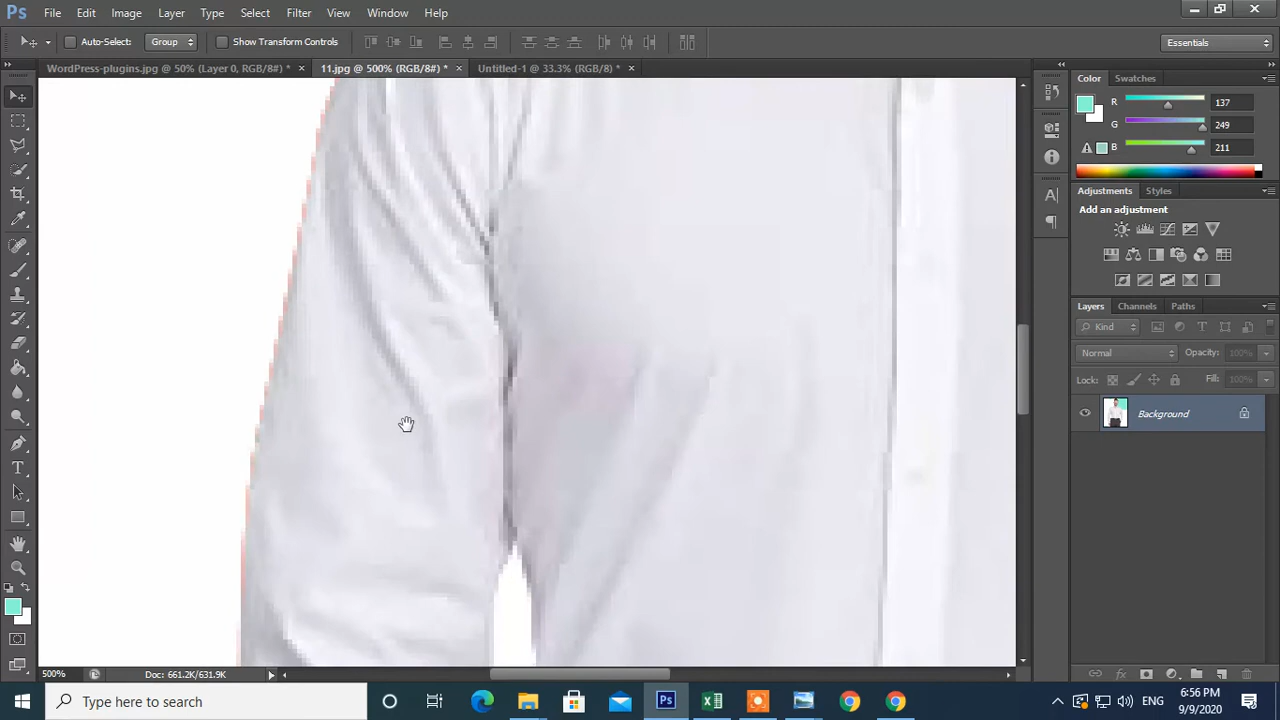 Ps File Edit Image Layer Type Select Filter View Window Help
Auto-Select: Group Show Transform Controls Essentials
WordPress-plugins.jpg @ 50% (Layer 0, RGB/8#) * × 11.jpg @ 500% (RGB/8#) * × Untitled-1 @ 33.3% (RGB/8) * ×
Color Swatches
R 137
G 249
B 211
Adjustments Styles
Add an adjustment
Layers Channels Paths
Kind
Normal Opacity: 100%
Lock: Fill: 100%
Background
500% Doc: 661.2K/631.9K
Type here to search
ENG
6:56 PM
9/9/2020